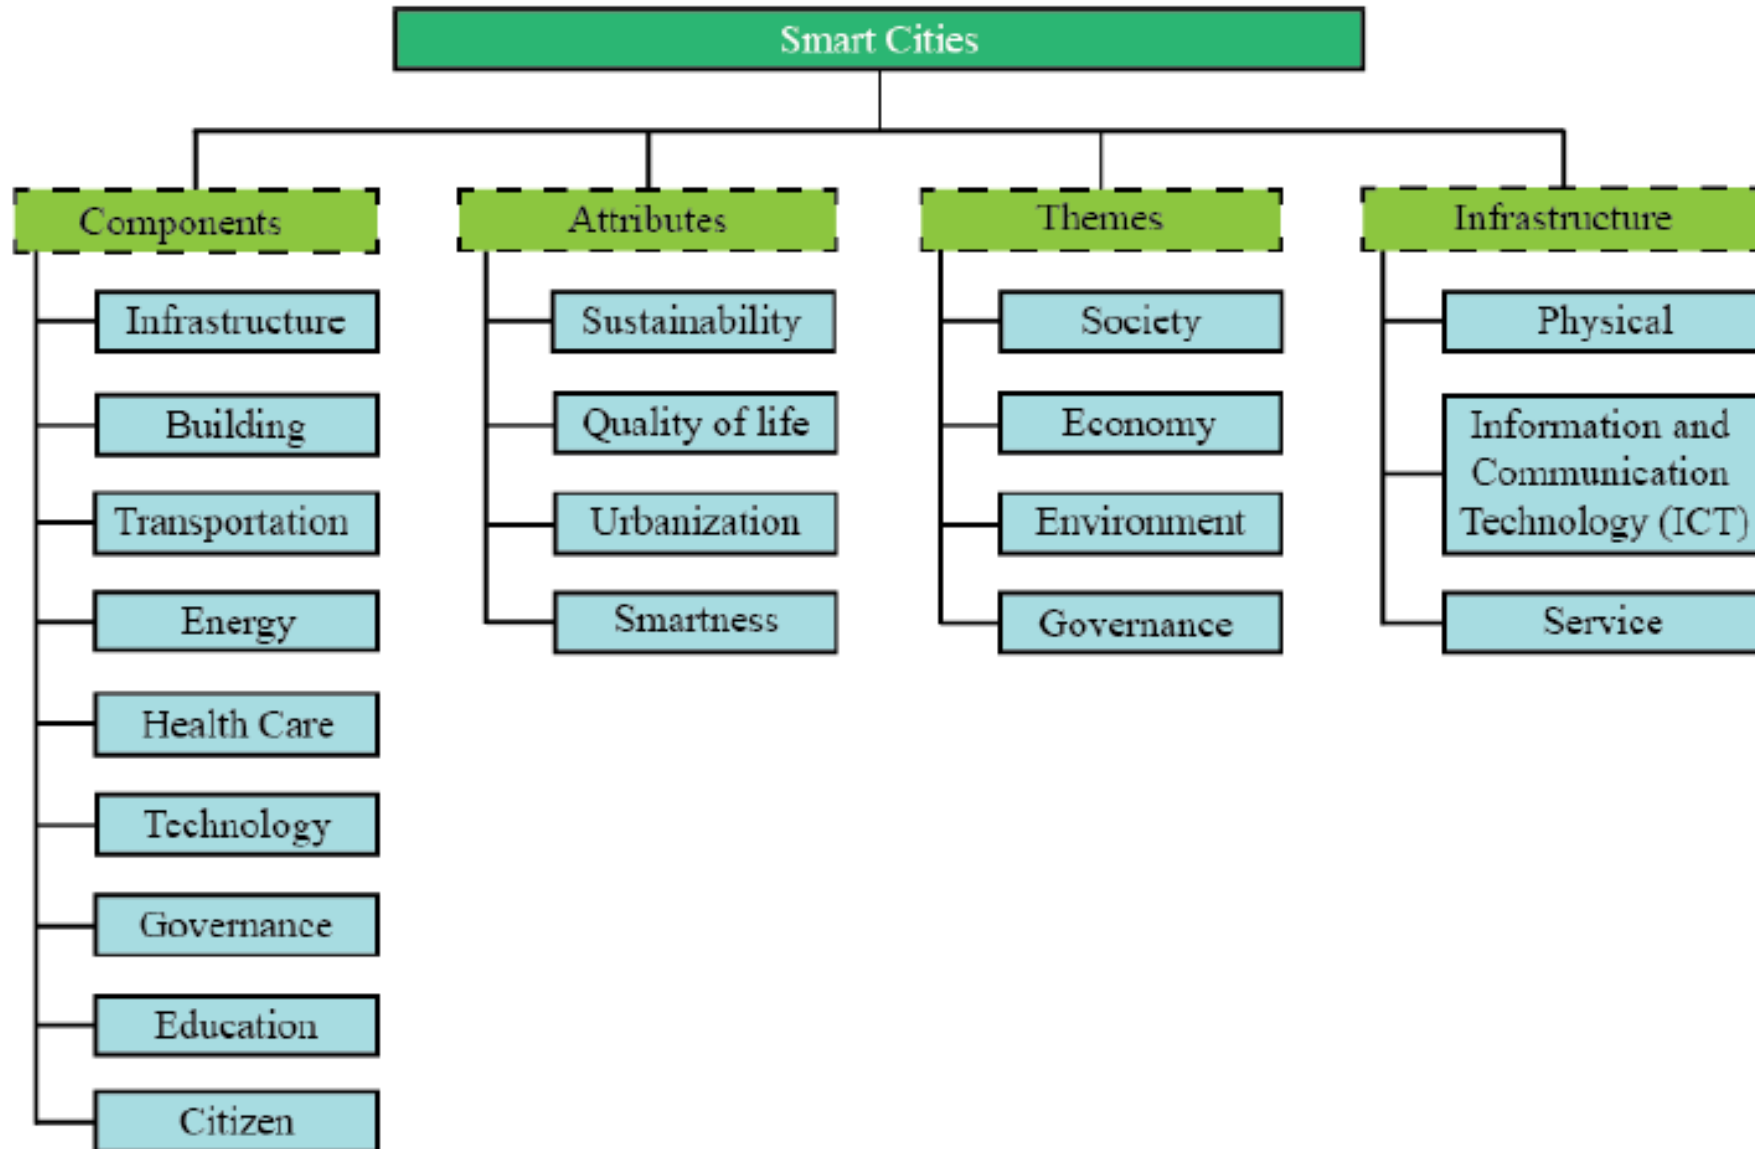 Smart Cities
Components
Infrastructure
Building
Transportation
Energy
Health Care
Technology
Governance
Education
Citizen
Attributes
Sustainability
Quality of life
Urbanization
Smartness
Themes
Society
Economy
Environment
Governance
Infrastructure
Physical
Information and
Communication
Technology (ICT)
Service